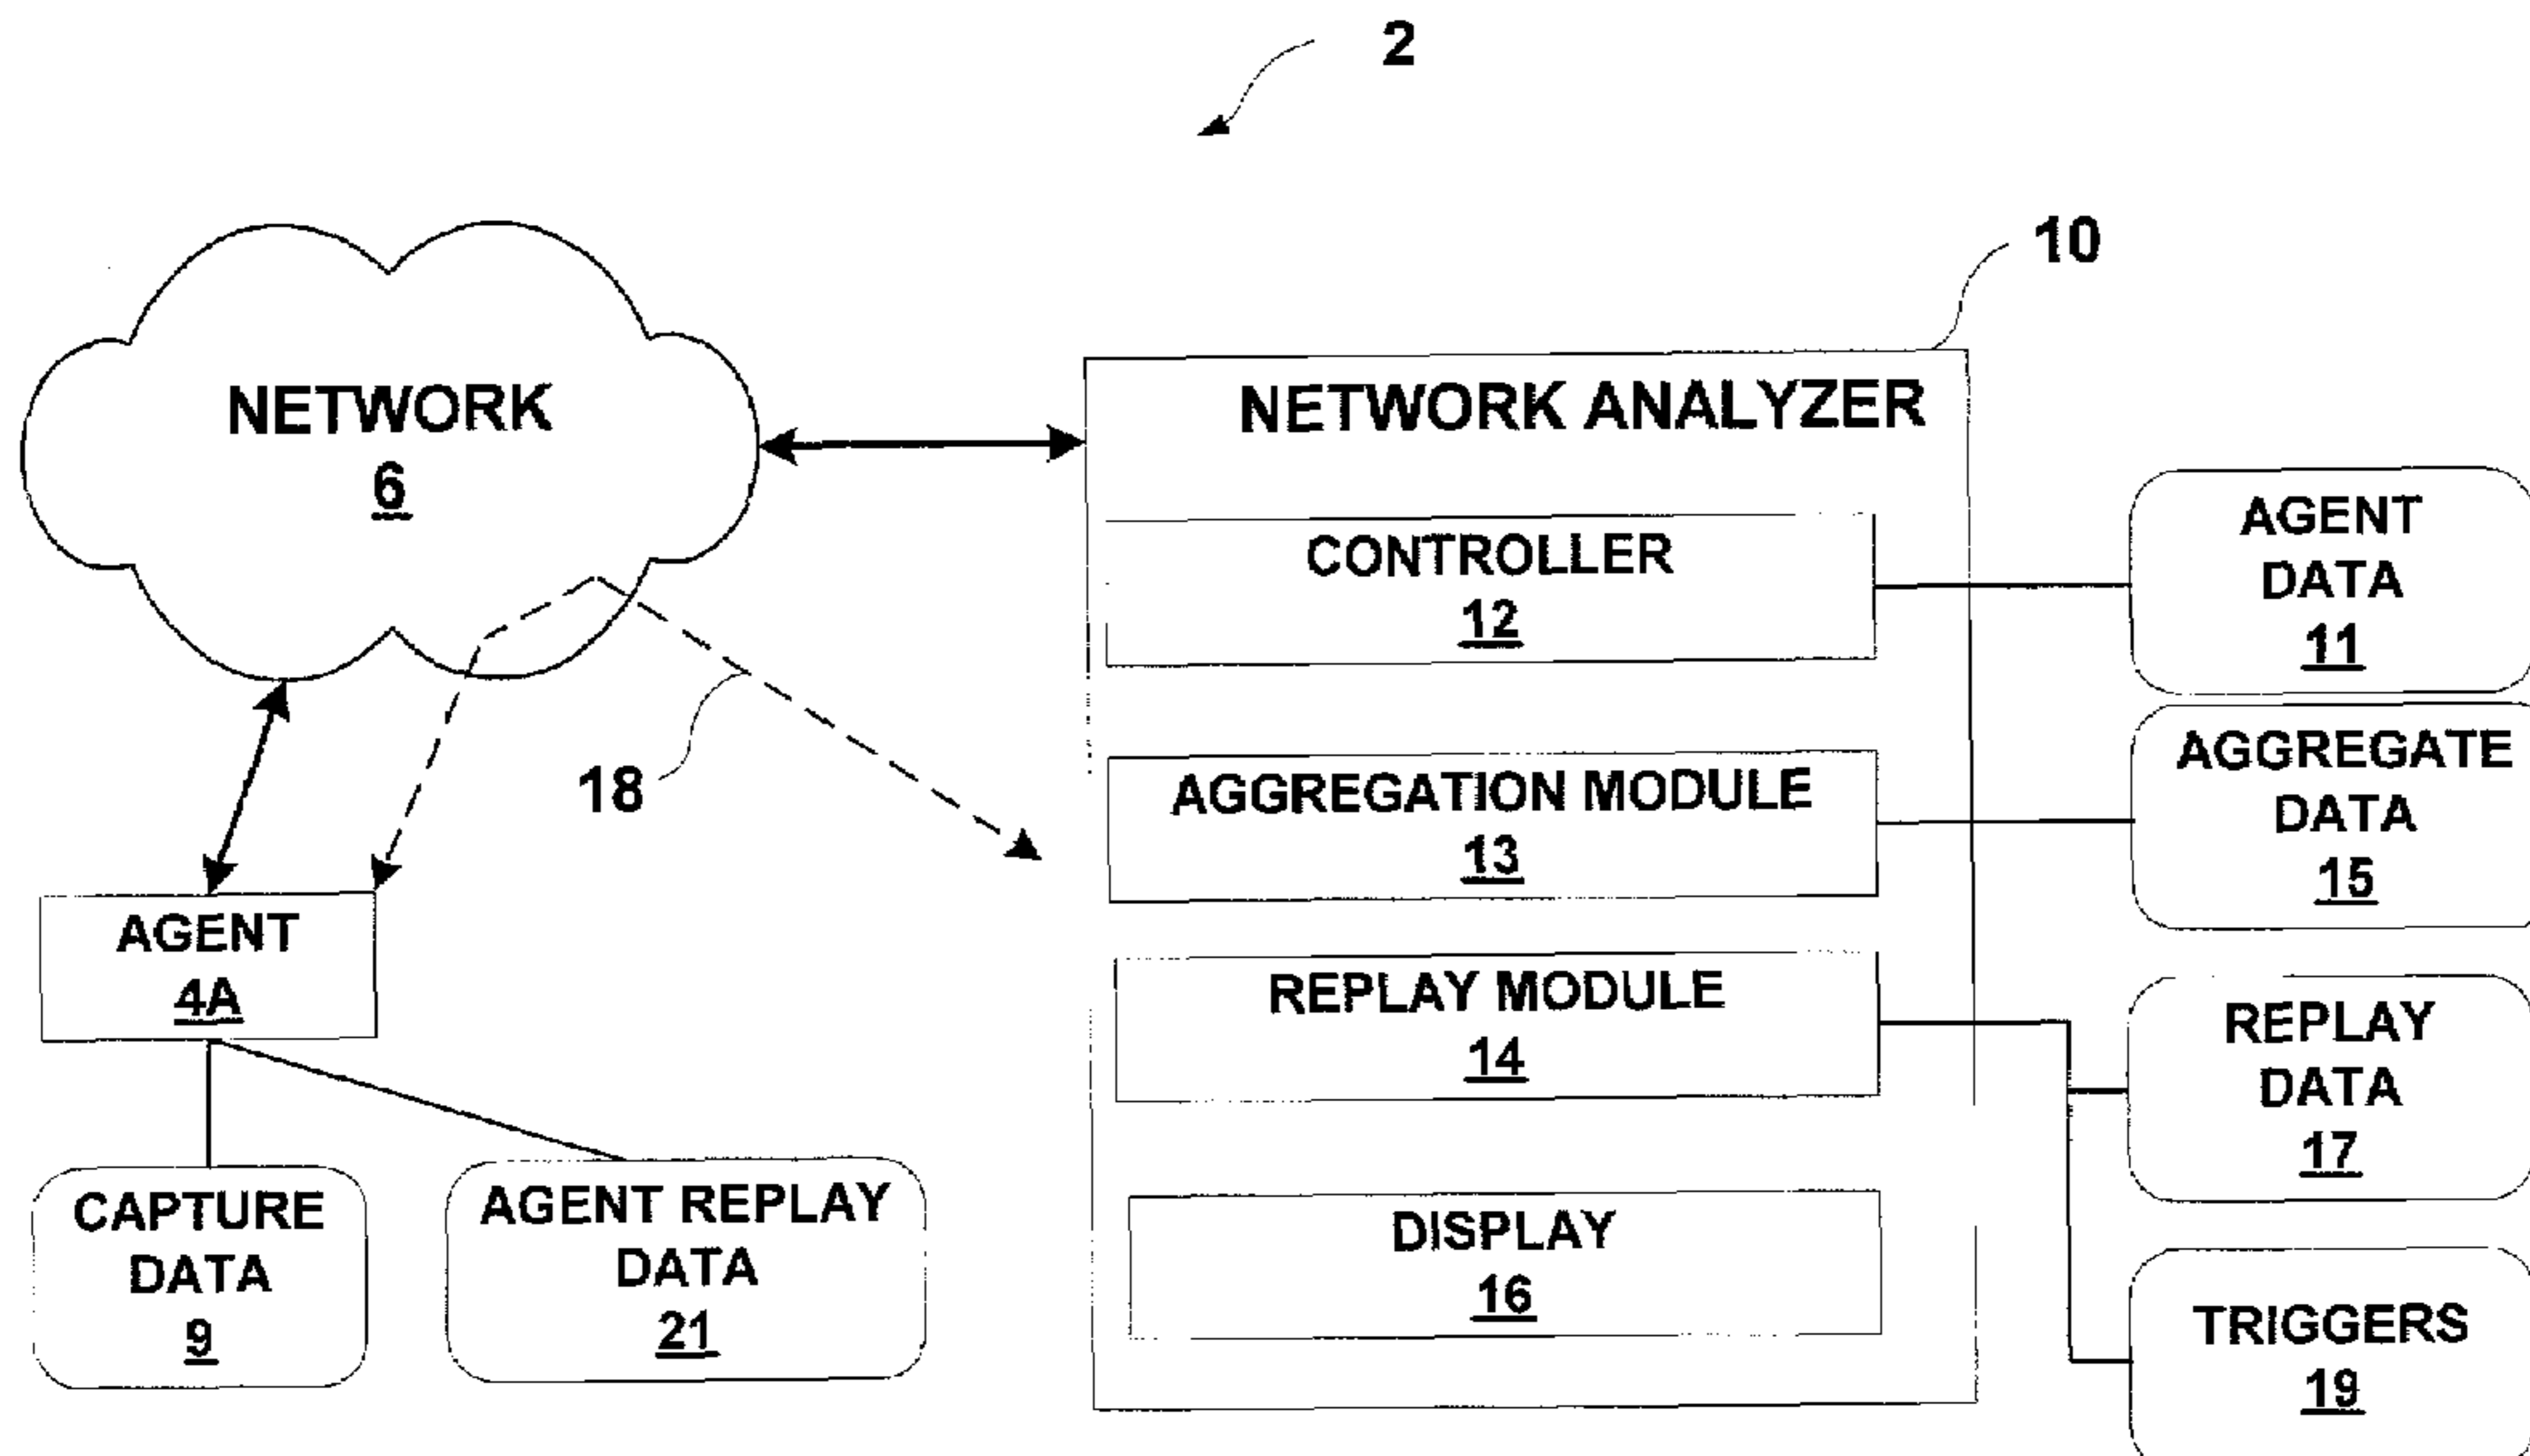 2
10
NETWORK
6
NETWORK ANALYZER
CONTROLLER
12
AGENT
DATA
11
18
AGGREGATION MODULE
13
AGGREGATE
DATA
15
AGENT
4A
REPLAY MODULE
14
REPLAY
DATA
17
CAPTURE
DATA
9
AGENT REPLAY
DATA
21
DISPLAY
16
TRIGGERS
19